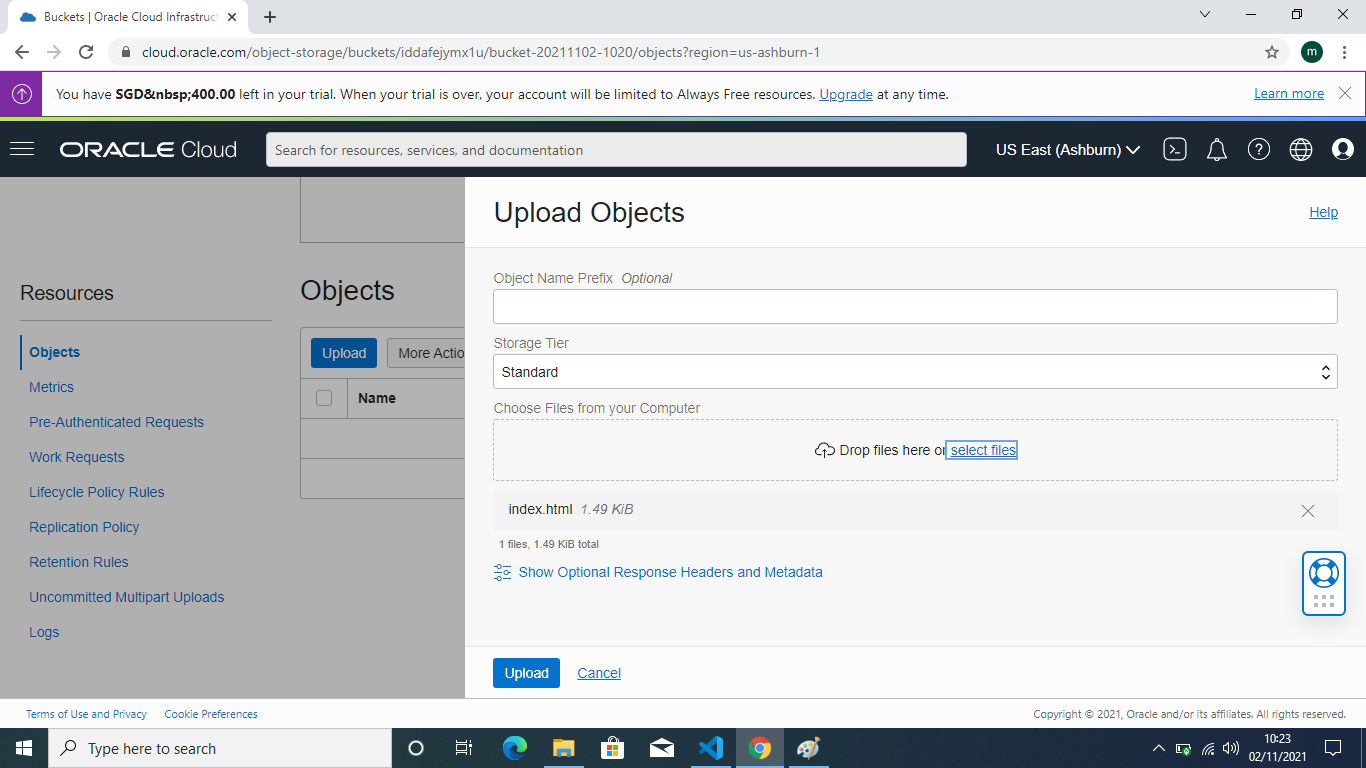 Buckets | Oracle Cloud Infrastruct
cloud.oracle.com/object-storage/buckets/iddafejymx1u/bucket-20211102-1020/objects?region=us-ashburn-1
m
You have SGD&nbsp;400.00 left in your trial. When your trial is over, your account will be limited to Always Free resources. Upgrade at any time.
Learn more
ORACLE Cloud
Search for resources, services, and documentation
US East (Ashburn)
Upload Objects
Help
Resources
Objects
Metrics
Pre-Authenticated Requests
Work Requests
Lifecycle Policy Rules
Replication Policy
Retention Rules
Uncommitted Multipart Uploads
Logs
Objects
Upload
More Actio
Name
Object Name Prefix Optional
Storage Tier
Standard
Choose Files from your Computer
Drop files here or select files
index.html 1.49 KiB
1 files, 1.49 KiB total
Show Optional Response Headers and Metadata
Upload
Cancel
Terms of Use and Privacy
Cookie Preferences
Copyright © 2021, Oracle and/or its affiliates. All rights reserved.
Type here to search
10:23
02/11/2021